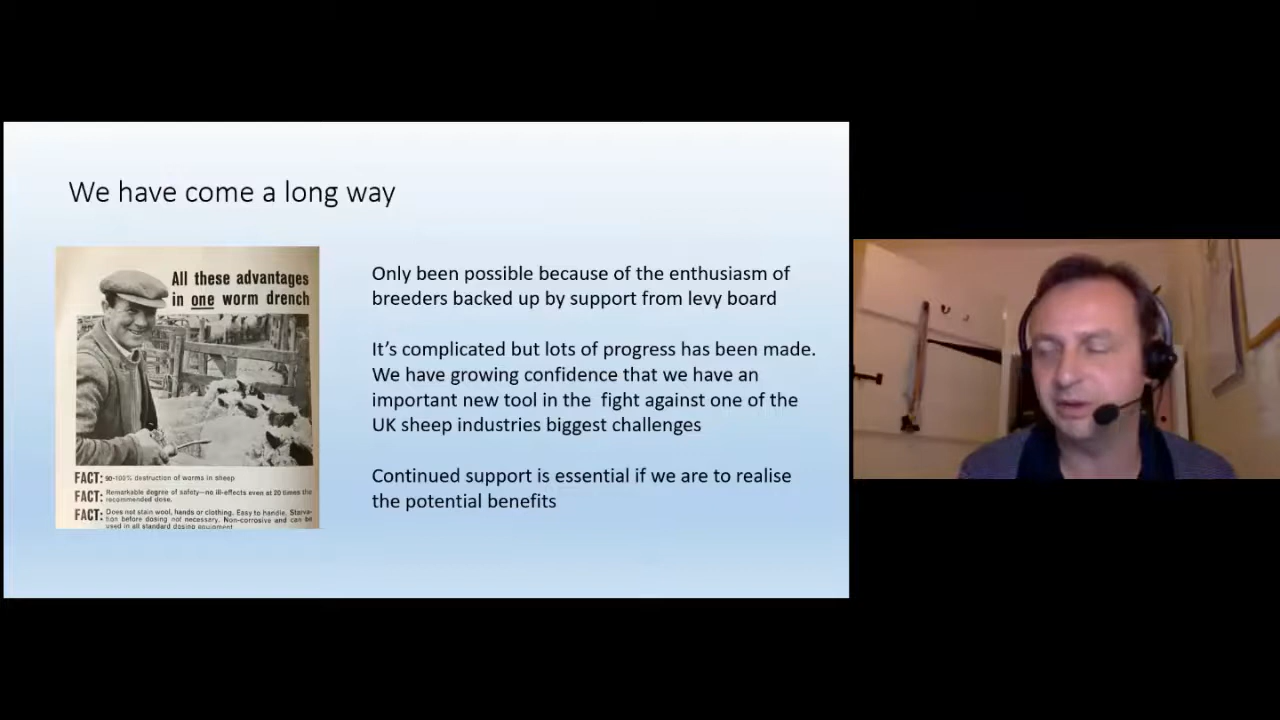 We have come a long way
All these advantages
in one worm drench
FACT: 90-100% destruction of worms in sheep
FACT: Remarkable degree of safety—no ill-effects even at 20 times the
recommended dose.
FACT: Does not stain wool, hands or clothing. Easy to handle. Starva-
tion before dosing not necessary. Non-corrosive and can be
used in all standard dosing equipment.
Only been possible because of the enthusiasm of
breeders backed up by support from levy board
It’s complicated but lots of progress has been made.
We have growing confidence that we have an
important new tool in the fight against one of the
UK sheep industries biggest challenges
Continued support is essential if we are to realise
the potential benefits